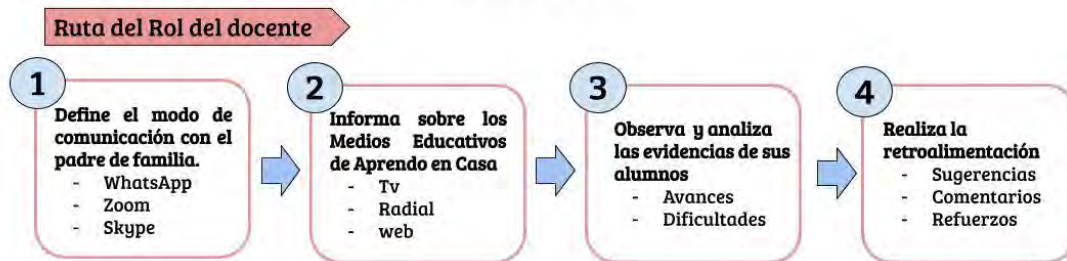 Ruta del Rol del docente
1
Define el modo de
comunicación con el
padre de familia.
- WhatsApp
- Zoom
- Skype
2
Informa sobre los
Medios Educativos
de Aprendo en Casa
- Tv
- Radial
- web
3
Observa y analiza
las evidencias de sus
alumnos
- Avances
- Dificultades
4
Realiza la
retroalimentación
- Sugerencias
- Comentarios
- Refuerzos